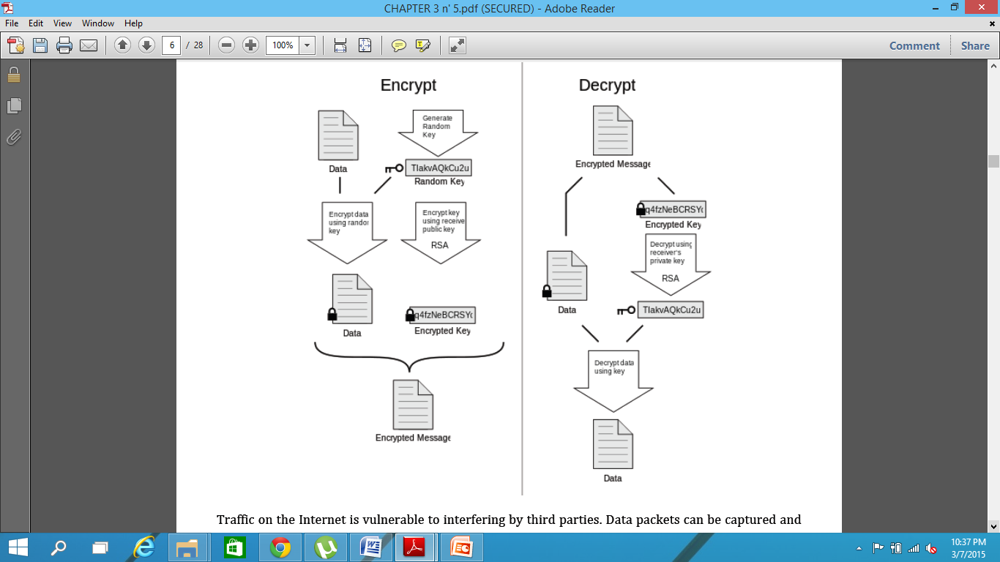 CHAPTER 3 n' 5.pdf (SECURED) - Adobe Reader
File Edit View Window Help
6 / 28 100% Comment Share
Encrypt
Data
Generate
Random
Key
TIakvAQkCu2u
Random Key
Encrypt data
using random
key
Encrypt key
using receive
public key
RSA
Data
q4fzNeBCRSY
Encrypted Key
Encrypted Message
Decrypt
Encrypted Message
q4fzNeBCRSY
Encrypted Key
Decrypt using
receiver's
private key
RSA
Data
TIakvAQkCu2u
Decrypt data
using key
Data
Traffic on the Internet is vulnerable to interfering by third parties. Data packets can be captured and
10:37 PM
3/7/2015